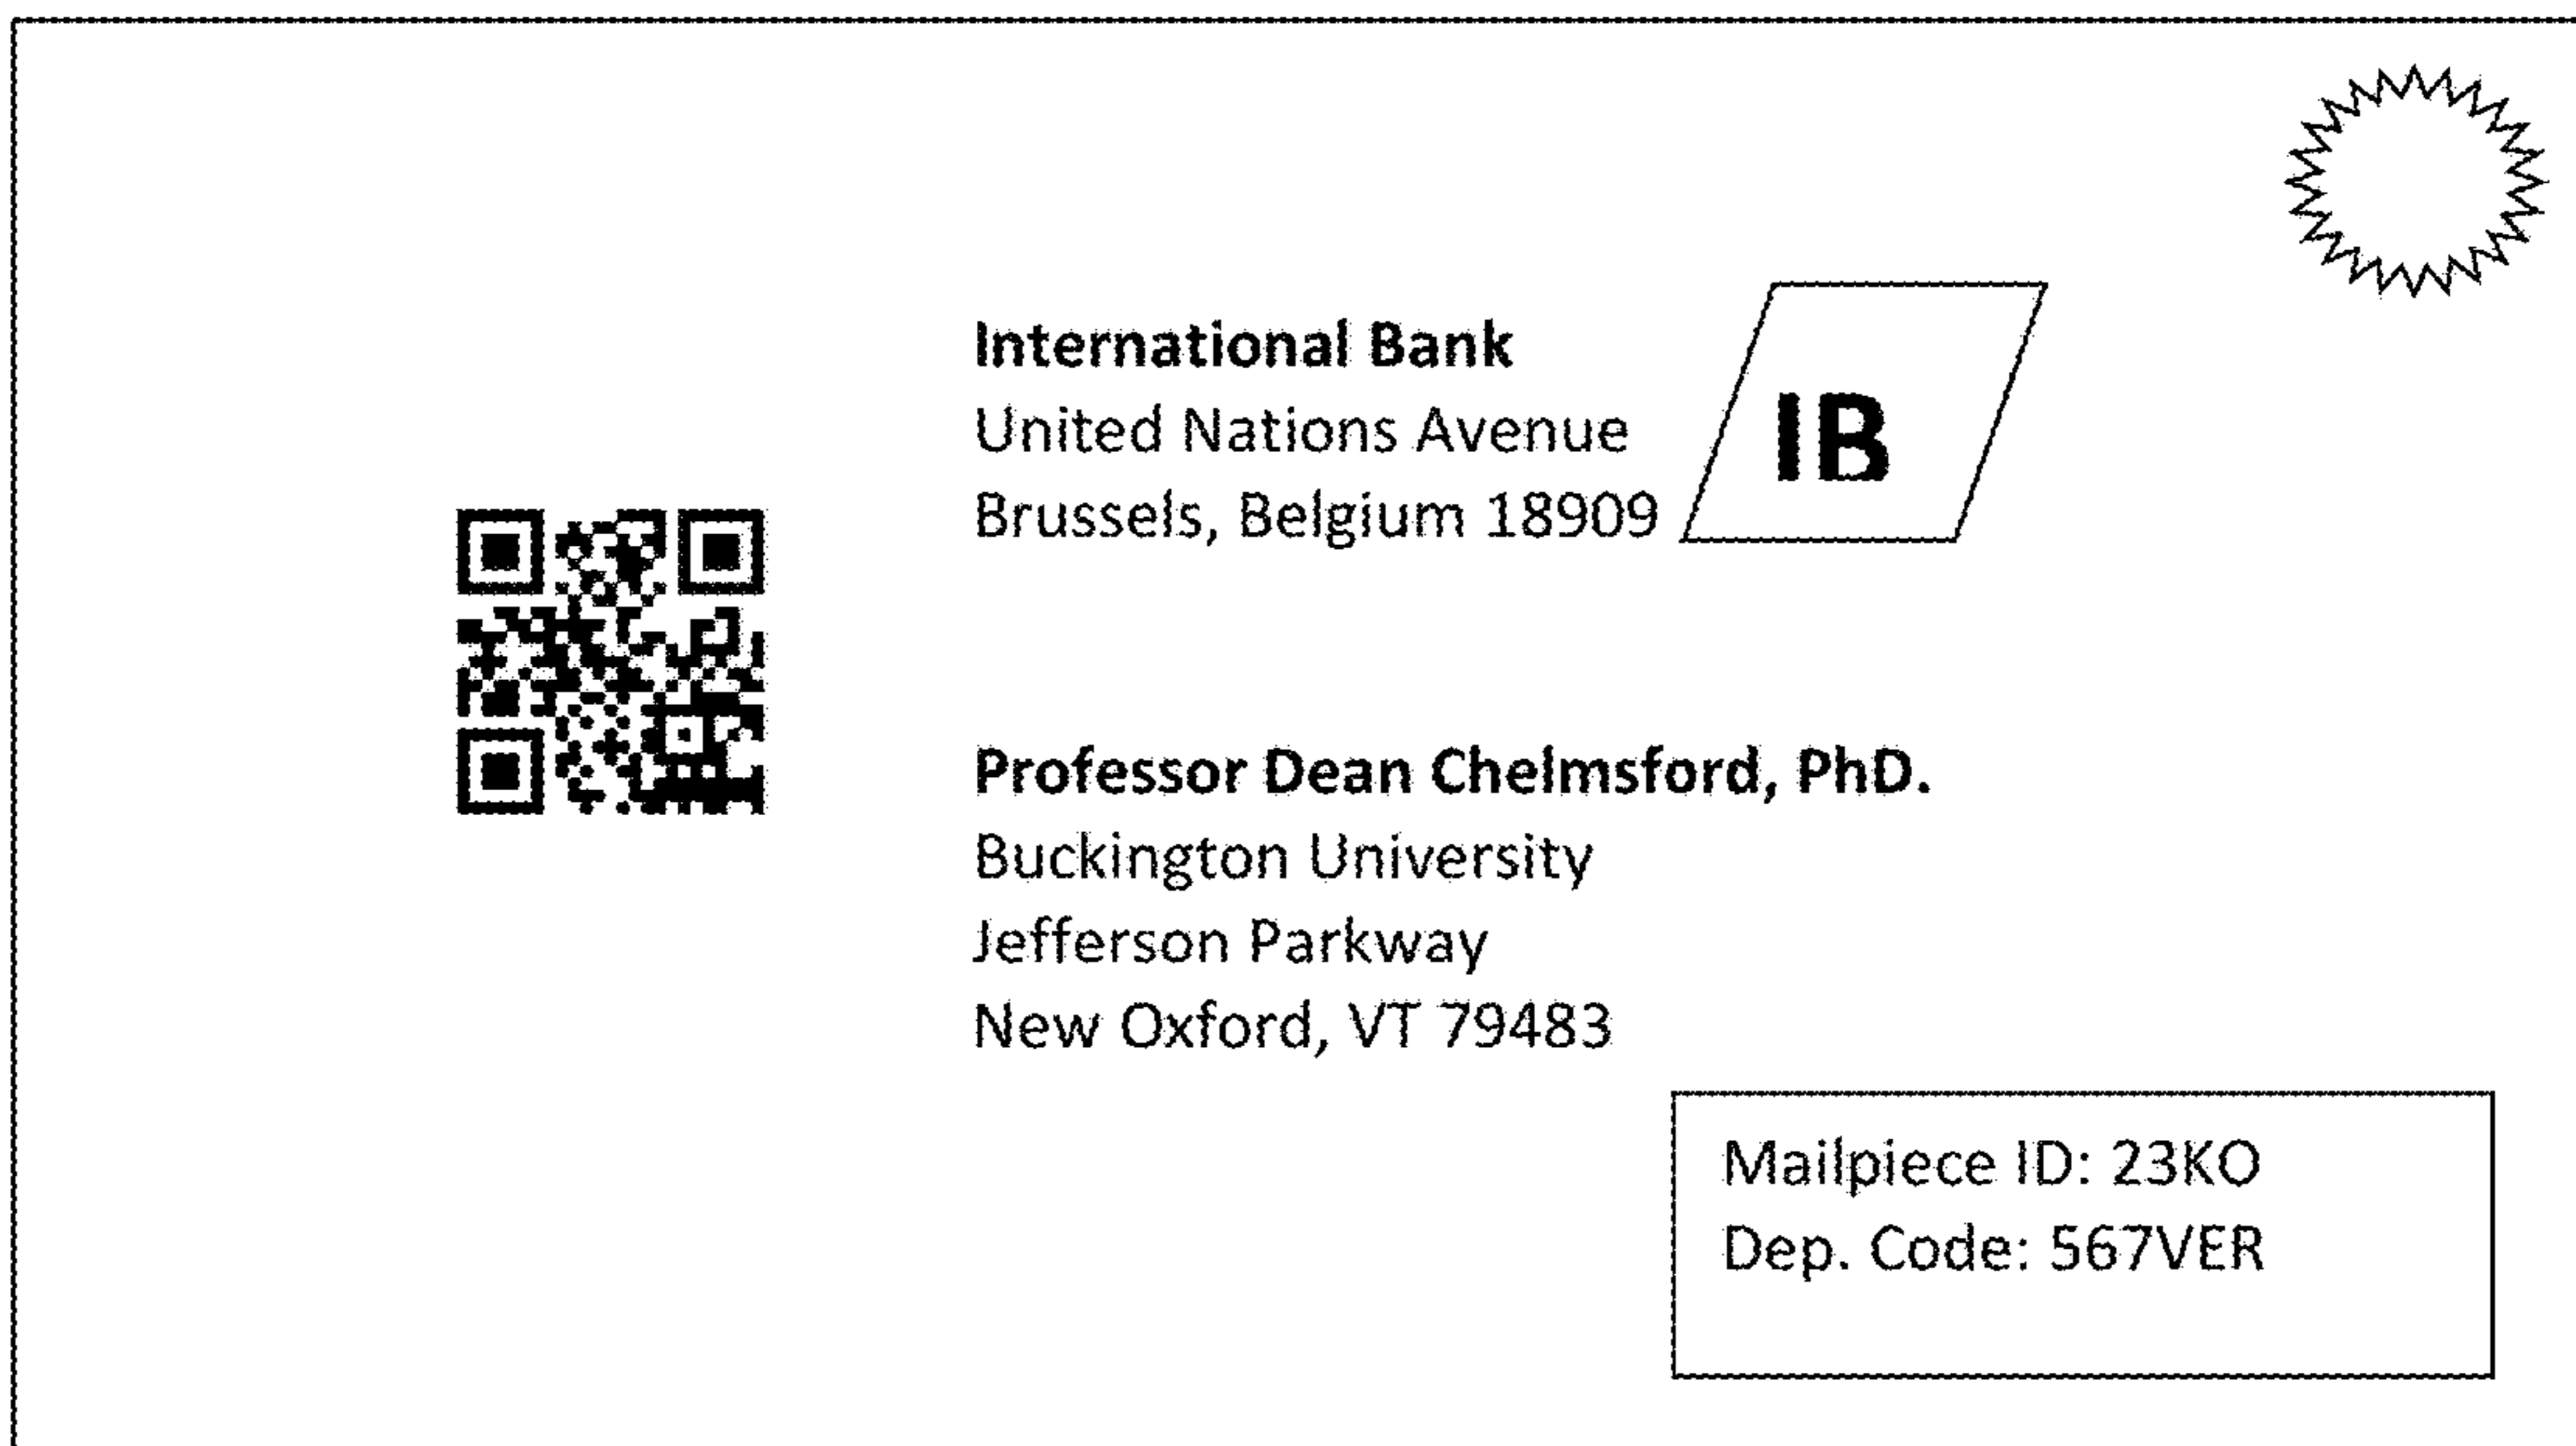 International Bank
United Nations Avenue
Brussels, Belgium 18909
IB
Professor Dean Chelmsford, PhD.
Buckington University
Jefferson Parkway
New Oxford, VT 79483
Mailpiece ID: 23KO
Dep. Code: 567VER